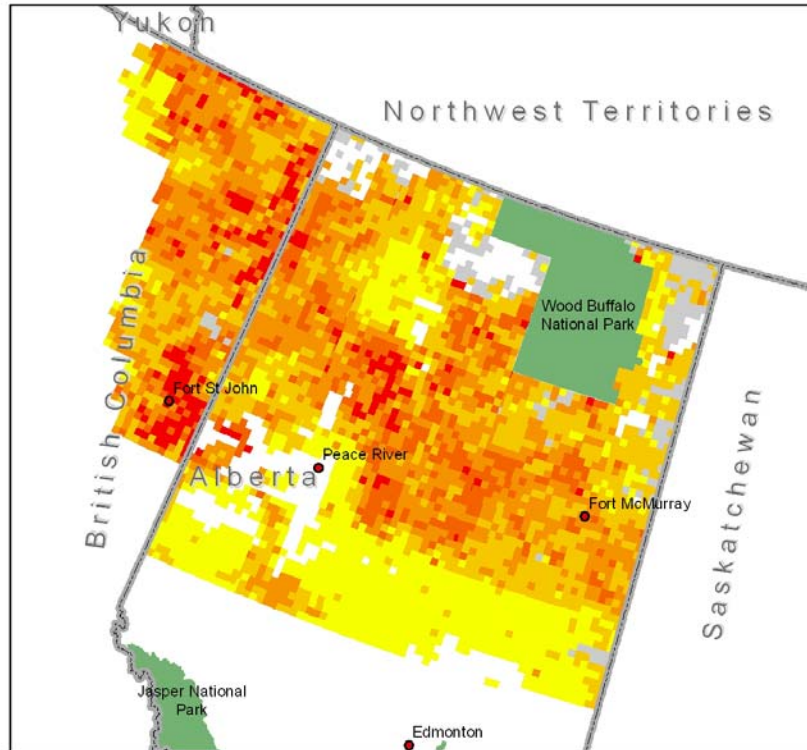 Yukon
Northwest Territories
Wood Buffalo
National Park
British Columbia
Fort St John
Peace River
Alberta
Fort McMurray
Saskatchewan
Jasper National
Park
Edmonton